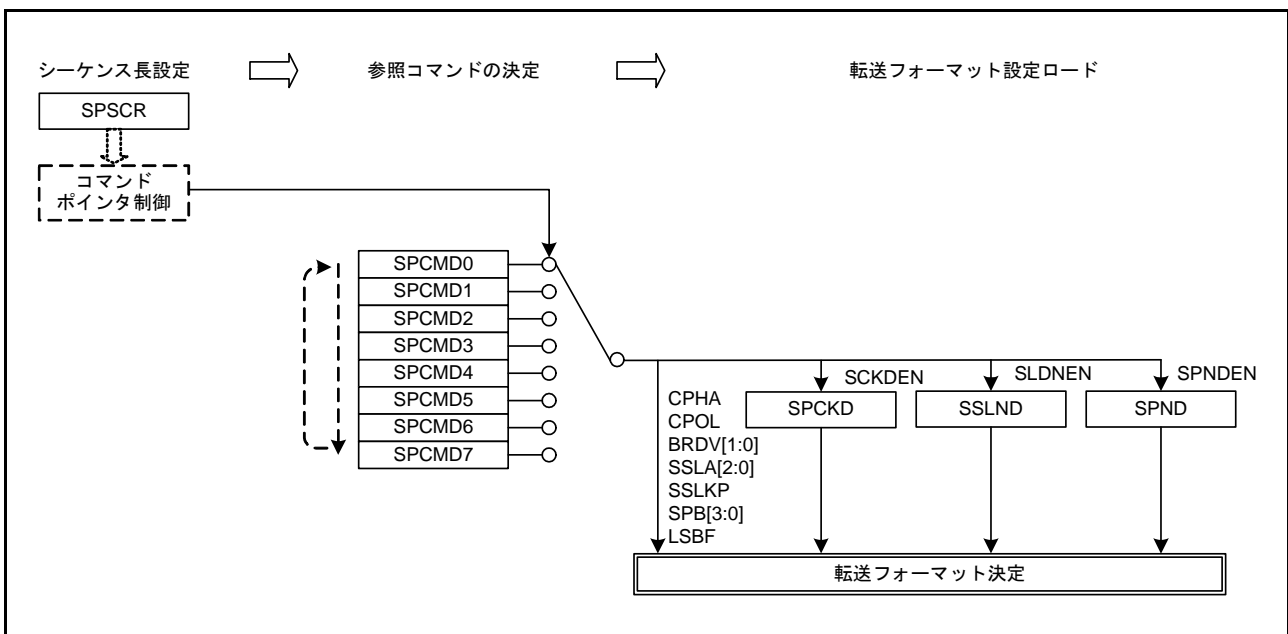 シーケンス長設定
参照コマンドの決定
転送フォーマット設定ロード
SPSCR
コマンド
ポインタ制御
SPCMD0
SPCMD1
SPCMD2
SPCMD3
SPCMD4
SPCMD5
SPCMD6
SPCMD7
CPHA
CPOL
BRDV[1:0]
SSLA[2:0]
SSLKP
SPB[3:0]
LSBF
SCKDEN
SPCKD
SLDNEN
SSLND
SPNDEN
SPND
転送フォーマット決定